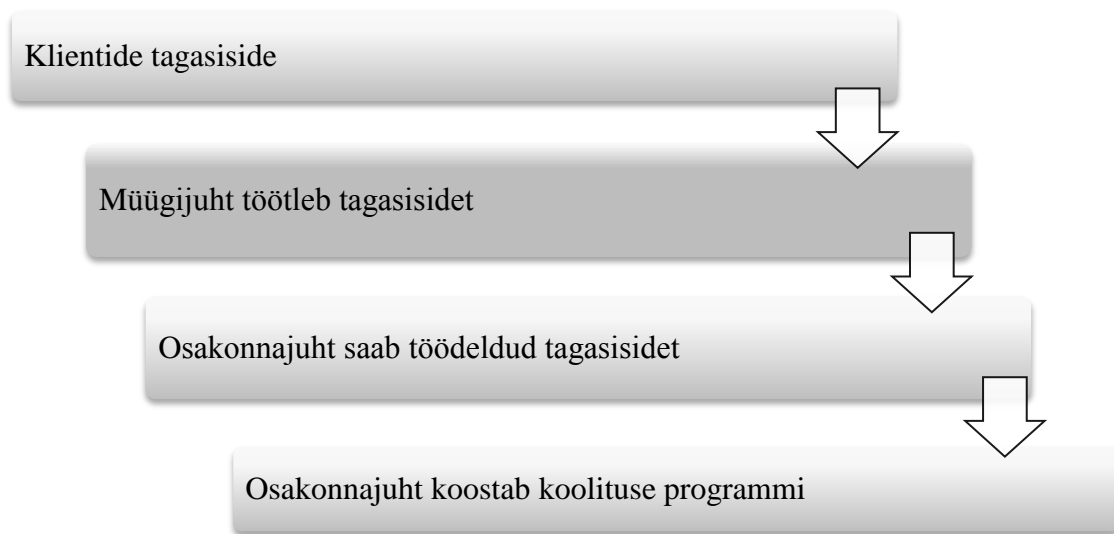 Klientide tagasiside
Müügijuht töötleb tagasisidet
Osakonnajuht saab töödeldud tagasisidet
Osakonnajuht koostab koolituse programmi